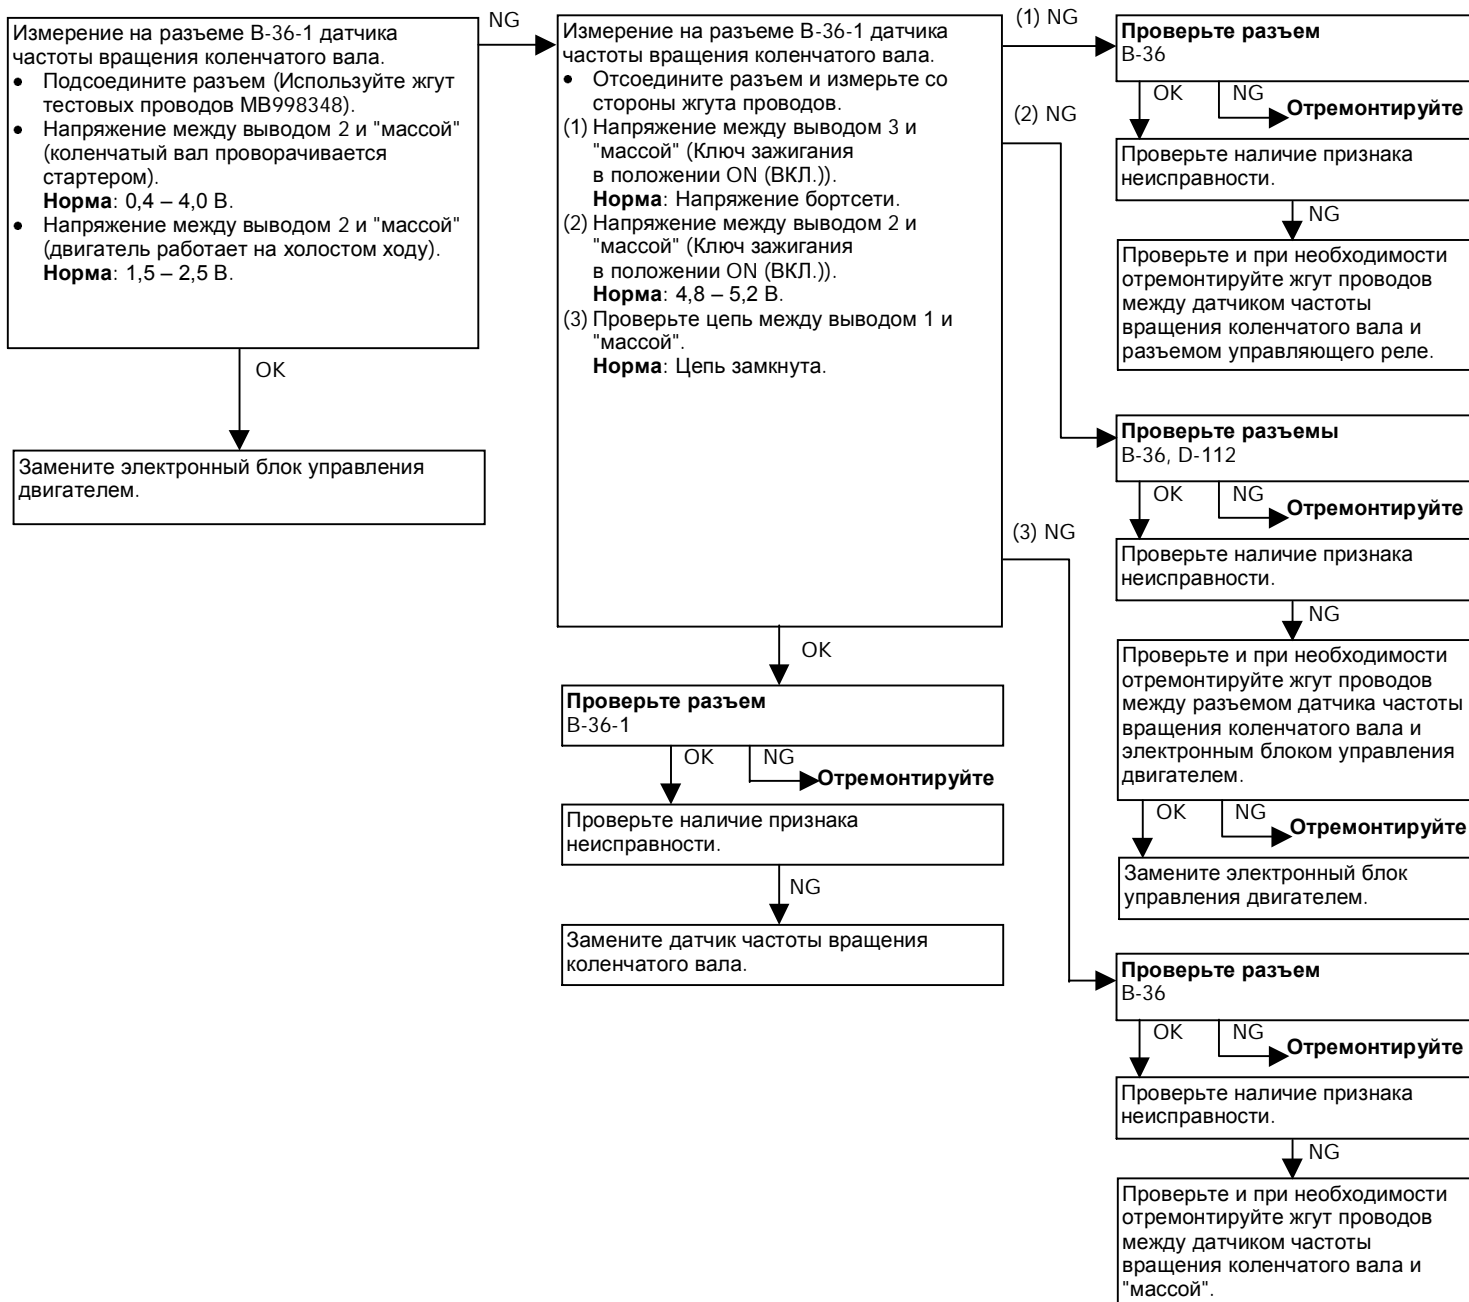 Измерение на разъеме B-36-1 датчика
частоты вращения коленчатого вала.
• Подсоедините разъем (Используйте жгут
тестовых проводов MB998348).
• Напряжение между выводом 2 и "массой"
(коленчатый вал проворачивается
стартером).
Норма: 0,4 – 4,0 В.
• Напряжение между выводом 2 и "массой"
(двигатель работает на холостом ходу).
Норма: 1,5 – 2,5 В.
NG
OK
Замените электронный блок управления
двигателем.
Измерение на разъеме B-36-1 датчика
частоты вращения коленчатого вала.
• Отсоедините разъем и измерьте со
стороны жгута проводов.
(1) Напряжение между выводом 3 и
"массой" (Ключ зажигания
в положении ON (ВКЛ.)).
Норма: Напряжение бортсети.
(2) Напряжение между выводом 2 и
"массой" (Ключ зажигания
в положении ON (ВКЛ.)).
Норма: 4,8 – 5,2 В.
(3) Проверьте цепь между выводом 1 и
"массой".
Норма: Цепь замкнута.
OK
Проверьте разъем
B-36-1
OK
NG
Отремонтируйте
Проверьте наличие признака
неисправности.
NG
Замените датчик частоты вращения
коленчатого вала.
(1) NG
Проверьте разъем
B-36
OK
NG
Отремонтируйте
Проверьте наличие признака
неисправности.
NG
Проверьте и при необходимости
отремонтируйте жгут проводов
между датчиком частоты
вращения коленчатого вала и
разъемом управляющего реле.
(2) NG
Проверьте разъемы
B-36, D-112
OK
NG
Отремонтируйте
Проверьте наличие признака
неисправности.
NG
Проверьте и при необходимости
отремонтируйте жгут проводов
между разъемом датчика частоты
вращения коленчатого вала и
электронным блоком управления
двигателем.
OK
NG
Отремонтируйте
Замените электронный блок
управления двигателем.
(3) NG
Проверьте разъем
B-36
OK
NG
Отремонтируйте
Проверьте наличие признака
неисправности.
NG
Проверьте и при необходимости
отремонтируйте жгут проводов
между датчиком частоты
вращения коленчатого вала и
"массой".